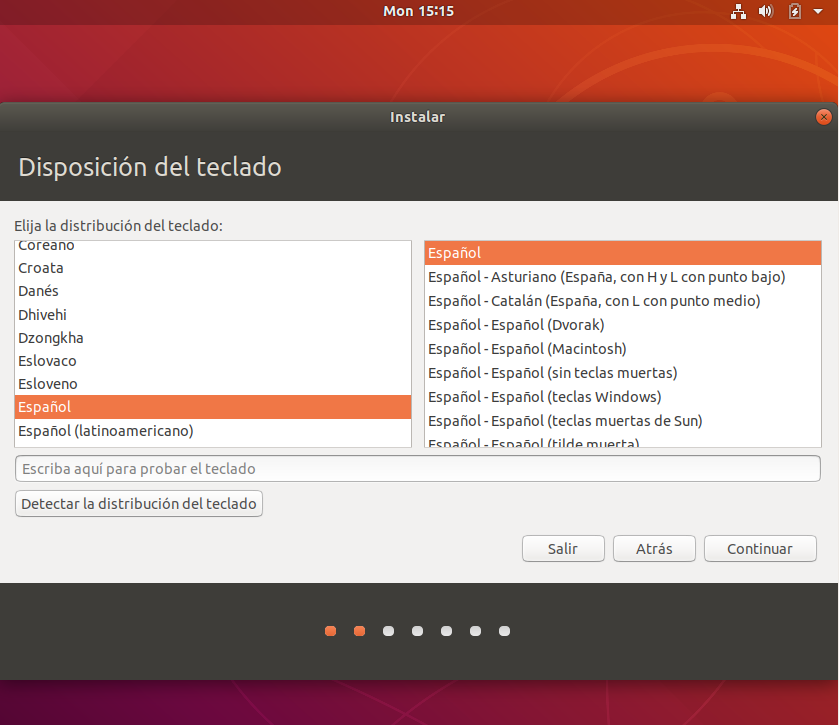 Mon 15:15
Instalar
Disposición del teclado
Elija la distribución del teclado:
Coreano
Croata
Danés
Dhivehi
Dzongkha
Eslovaco
Esloveno
Español
Español (latinoamericano)
Español
Español - Asturiano (España, con H y L con punto bajo)
Español - Catalán (España, con L con punto medio)
Español - Español (Dvorak)
Español - Español (Macintosh)
Español - Español (sin teclas muertas)
Español - Español (teclas Windows)
Español - Español (teclas muertas de Sun)
Español - Español (tilde muerta)
Escriba aquí para probar el teclado
Detectar la distribución del teclado
Salir
Atrás
Continuar